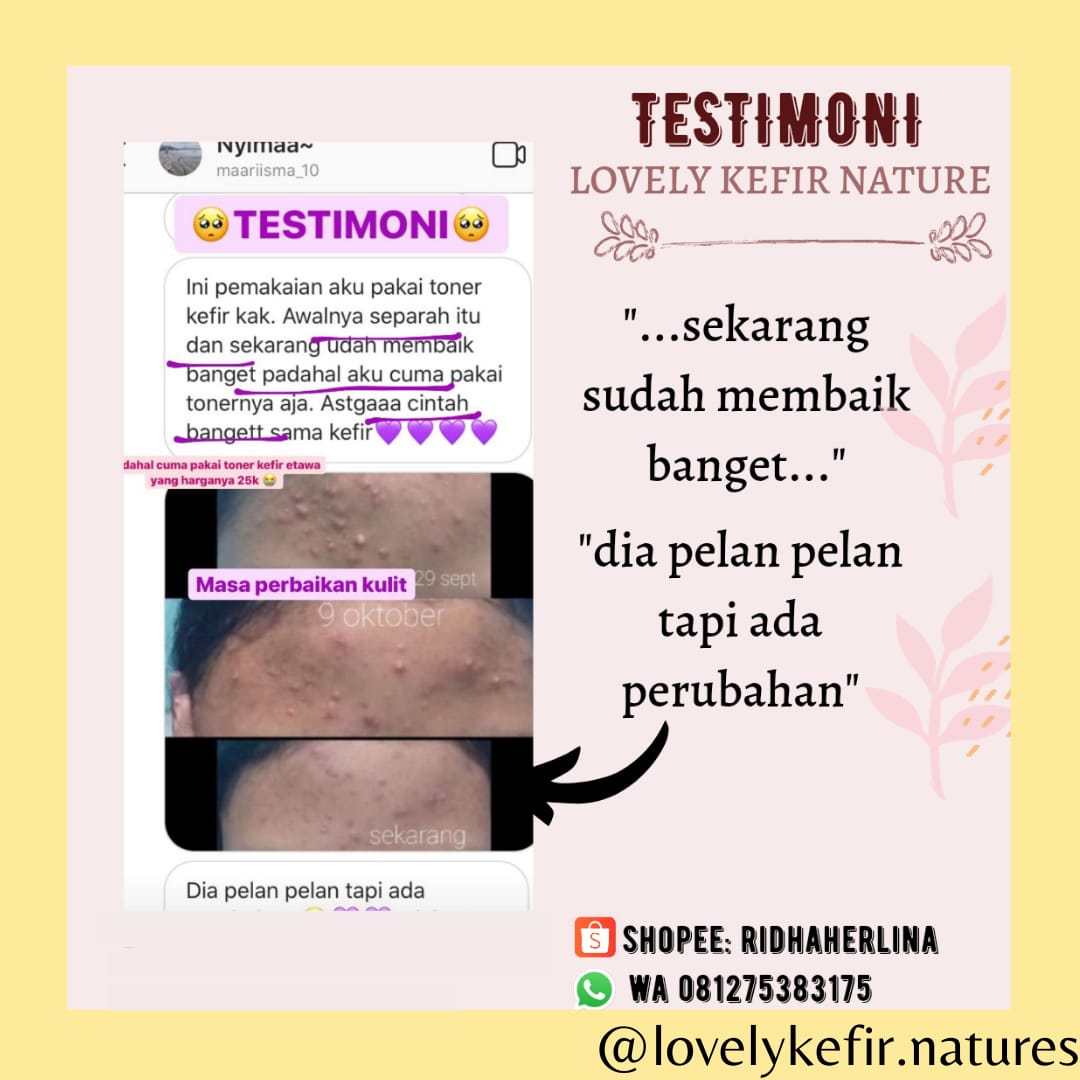 TESTIMONI
LOVELY KEFIR NATURE
Nyimaa~
maariisma_10
🥺TESTIMONI🥺
Ini pemakaian aku pakai toner
kefir kak. Awalnya separah itu
dan sekarang udah membaik
banget padahal aku cuma pakai
tonernya aja. Astgaaa cintah
bangett sama kefir💜💜💜💜
dahal cuma pakai toner kefir etawa
yang harganya 25k 😭
29 sept
Masa perbaikan kulit
9 oktober
sekarang
Dia pelan pelan tapi ada
"...sekarang
sudah membaik
banget..."
"dia pelan pelan
tapi ada
perubahan"
SHOPEE: RIDHAHERLINA
WA 081275383175
@lovelykefir.natures